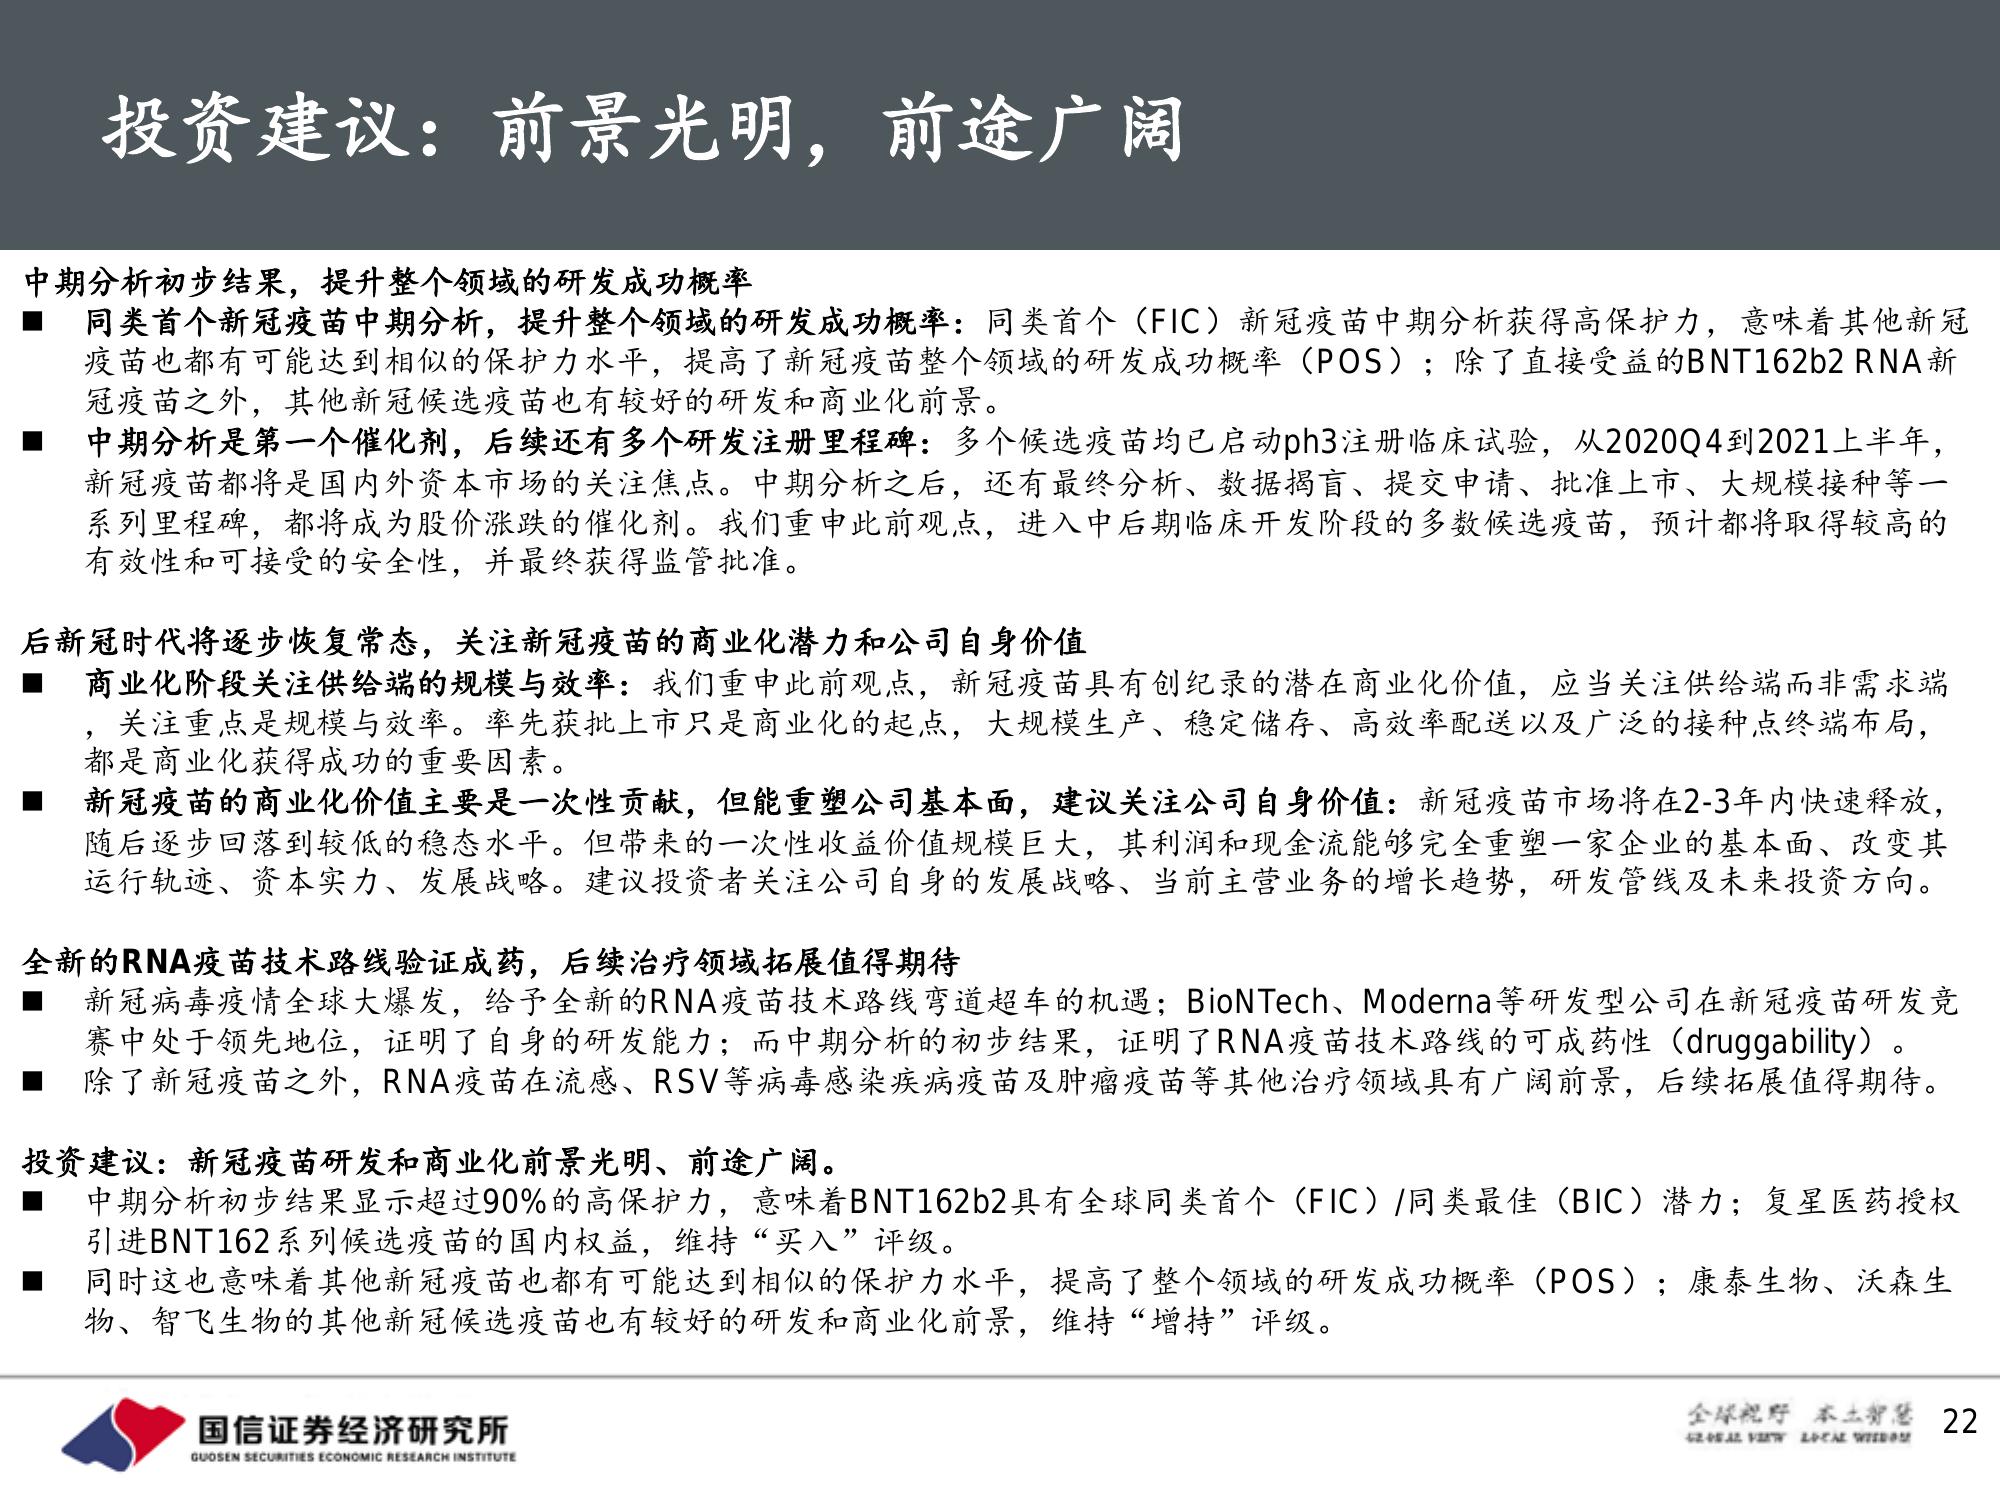 投资建议：前景光明，前途广阔
中期分析初步结果，提升整个领域的研发成功概率
■ 同类首个新冠疫苗中期分析，提升整个领域的研发成功概率：同类首个（FIC）新冠疫苗中期分析获得高保护力，意味着其他新冠
疫苗也都有可能达到相似的保护力水平，提高了新冠疫苗整个领域的研发成功概率（POS）；除了直接受益的BNT162b2 RNA新
冠疫苗之外，其他新冠候选疫苗也有较好的研发和商业化前景。
■ 中期分析是第一个催化剂，后续还有多个研发注册里程碑：多个候选疫苗均已启动ph3注册临床试验，从2020Q4到2021上半年，
新冠疫苗都将是国内外资本市场的关注焦点。中期分析之后，还有最终分析、数据揭盲、提交申请、批准上市、大规模接种等一
系列里程碑，都将成为股价涨跌的催化剂。我们重申此前观点，进入中后期临床开发阶段的多数候选疫苗，预计都将取得较高的
有效性和可接受的安全性，并最终获得监管批准。
后新冠时代将逐步恢复常态，关注新冠疫苗的商业化潜力和公司自身价值
■ 商业化阶段关注供给端的规模与效率：我们重申此前观点，新冠疫苗具有创纪录的潜在商业化价值，应当关注供给端而非需求端
，关注重点是规模与效率。率先获批上市只是商业化的起点，大规模生产、稳定储存、高效率配送以及广泛的接种点终端布局，
都是商业化获得成功的重要因素。
■ 新冠疫苗的商业化价值主要是一次性贡献，但能重塑公司基本面，建议关注公司自身价值：新冠疫苗市场将在2-3年内快速释放，
随后逐步回落到较低的稳态水平。但带来的一次性收益价值规模巨大，其利润和现金流能够完全重塑一家企业的基本面、改变其
运行轨迹、资本实力、发展战略。建议投资者关注公司自身的发展战略、当前主营业务的增长趋势，研发管线及未来投资方向。
全新的RNA疫苗技术路线验证成药，后续治疗领域拓展值得期待
■ 新冠病毒疫情全球大爆发，给予全新的RNA疫苗技术路线弯道超车的机遇；BioNTech、Moderna等研发型公司在新冠疫苗研发竞
赛中处于领先地位，证明了自身的研发能力；而中期分析的初步结果，证明了RNA疫苗技术路线的可成药性（druggability）。
■ 除了新冠疫苗之外，RNA疫苗在流感、RSV等病毒感染疾病疫苗及肿瘤疫苗等其他治疗领域具有广阔前景，后续拓展值得期待。
投资建议：新冠疫苗研发和商业化前景光明、前途广阔。
■ 中期分析初步结果显示超过90%的高保护力，意味着BNT162b2具有全球同类首个（FIC）/同类最佳（BIC）潜力；复星医药授权
引进BNT162系列候选疫苗的国内权益，维持“买入”评级。
■ 同时这也意味着其他新冠疫苗也都有可能达到相似的保护力水平，提高了整个领域的研发成功概率（POS）；康泰生物、沃森生
物、智飞生物的其他新冠候选疫苗也有较好的研发和商业化前景，维持“增持”评级。
国信证券经济研究所
GUOSEN SECURITIES ECONOMIC RESEARCH INSTITUTE
全球视野 本土智慧
GLOBAL VIEW LOCAL WISDOM
22